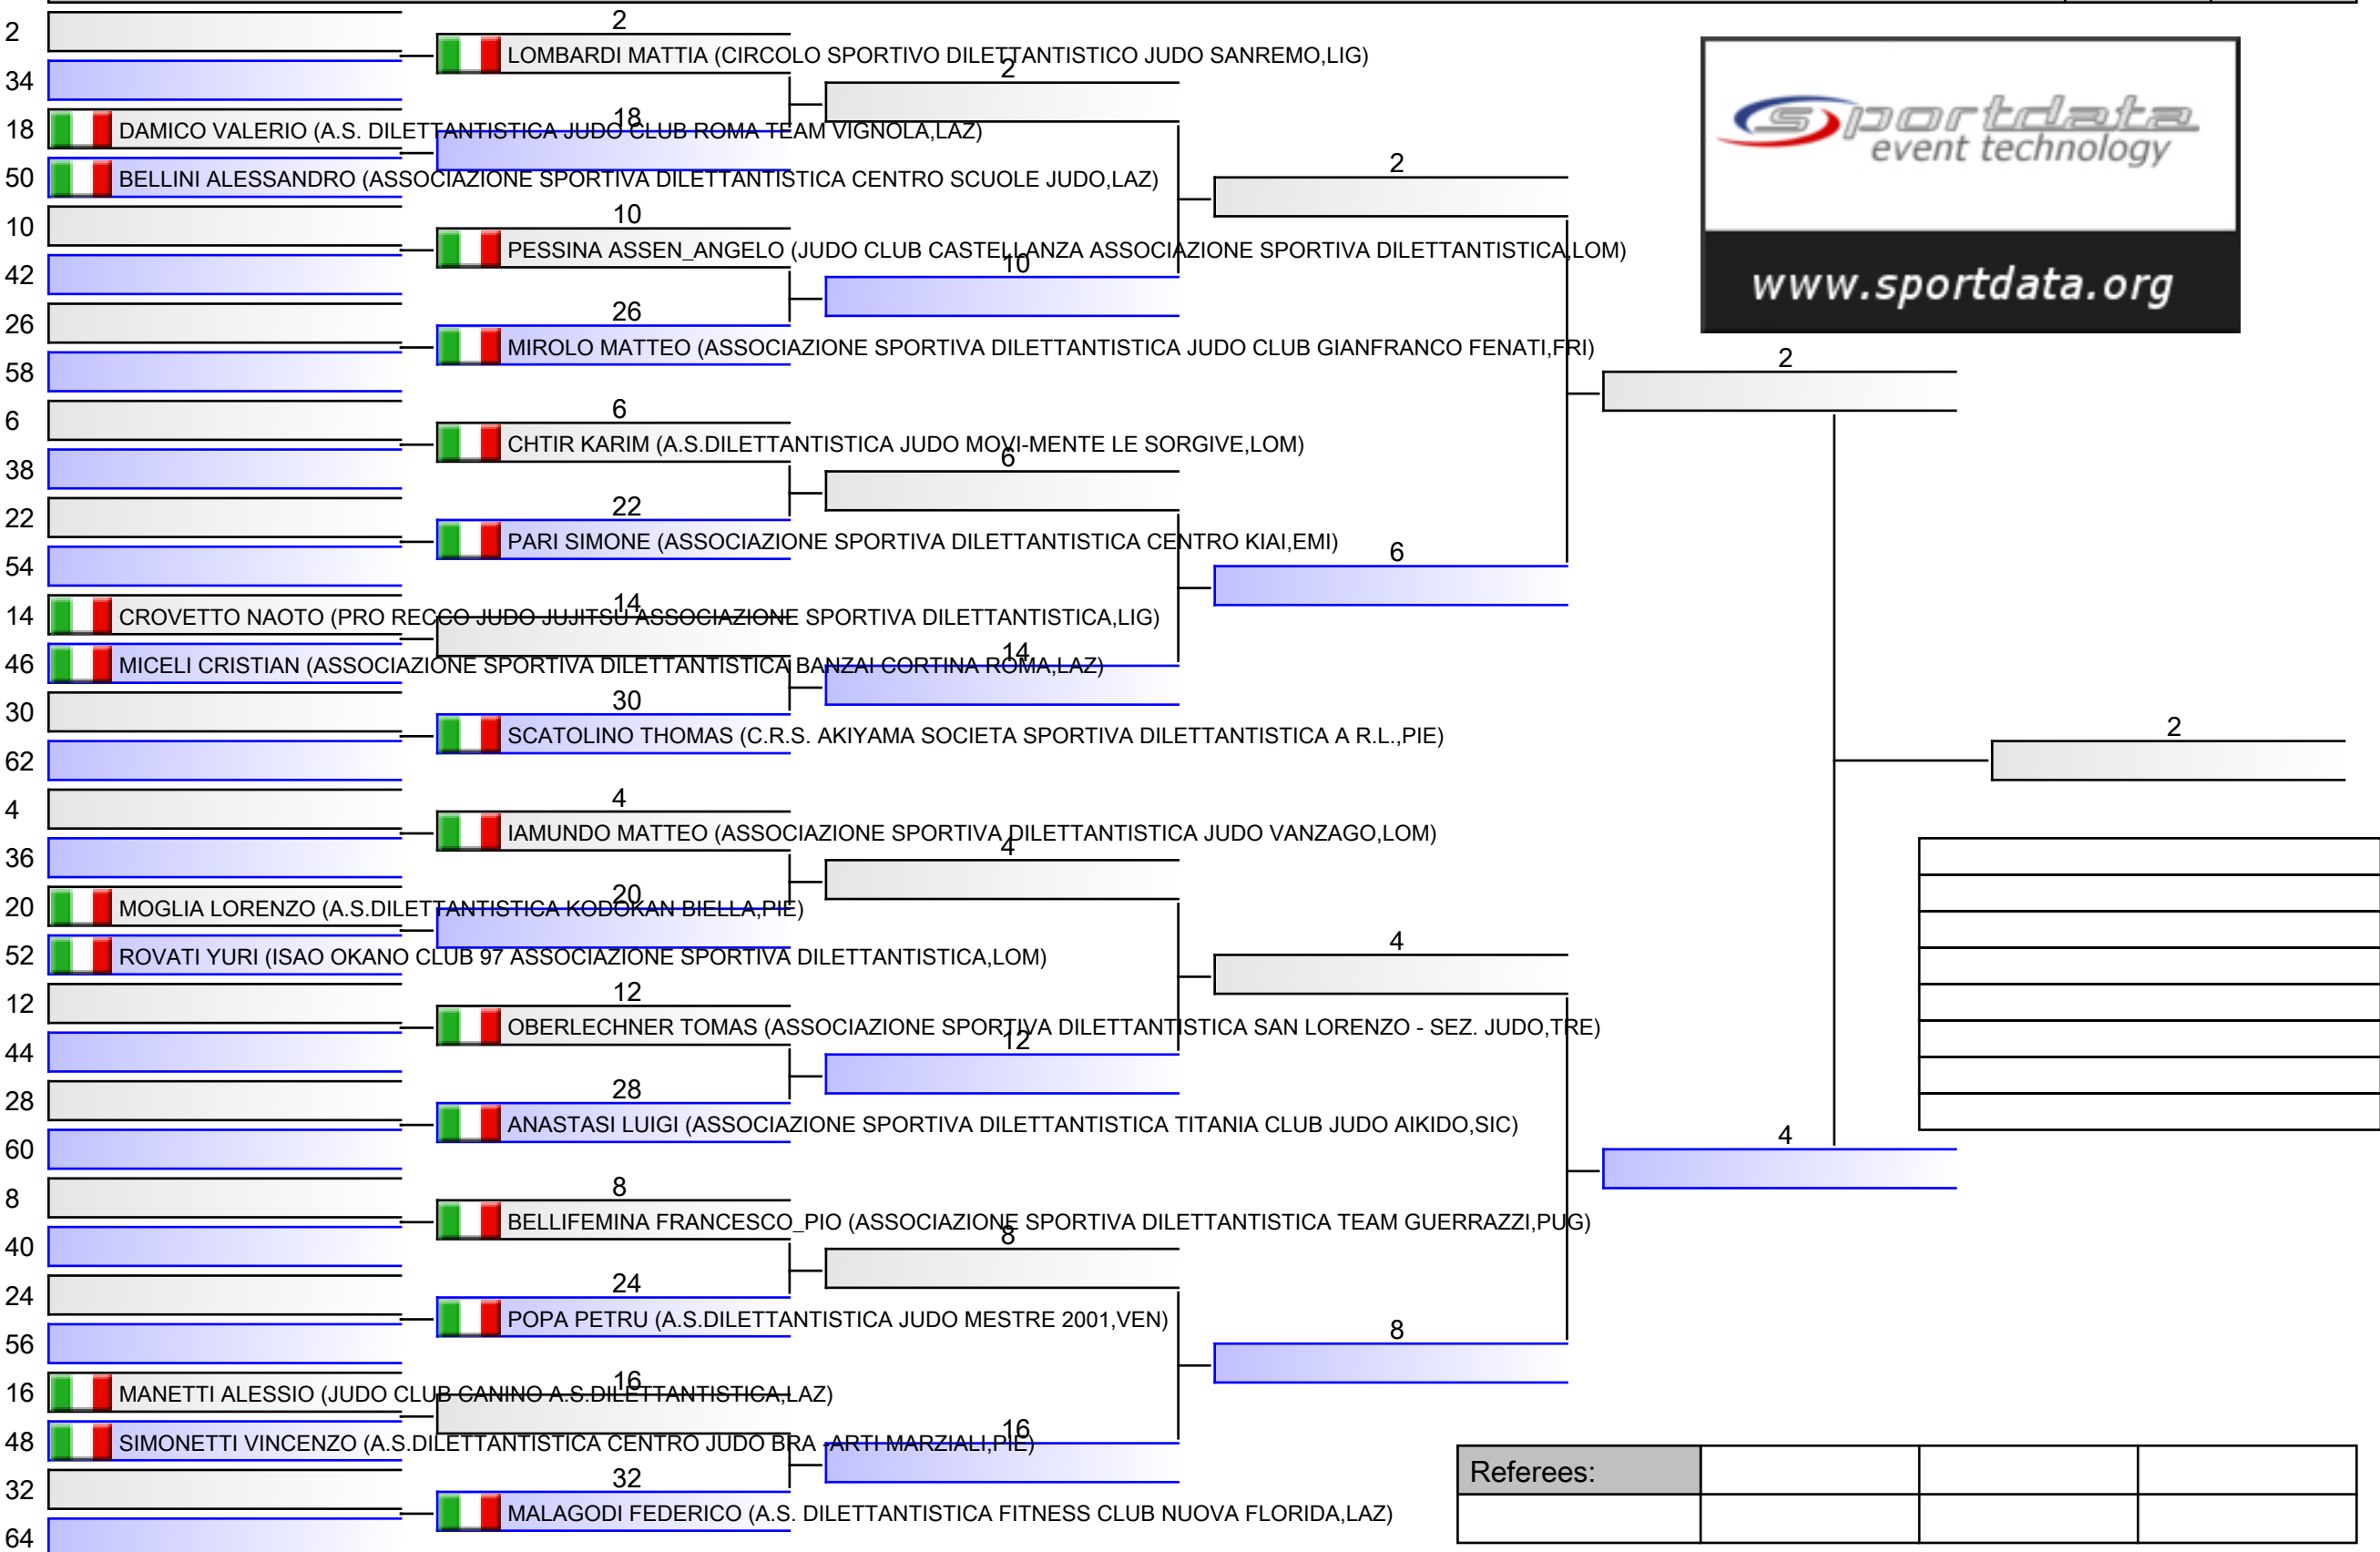 2
2
LOMBARDI MATTIA (CIRCOLO SPORTIVO DILETTANTISTICO JUDO SANREMO,LIG)
34
2
18
DAMICO VALERIO (A.S. DILETTANTISTICA JUDO CLUB ROMA TEAM VIGNOLA,LAZ)
18
50
BELLINI ALESSANDRO (ASSOCIAZIONE SPORTIVA DILETTANTISTICA CENTRO SCUOLE JUDO,LAZ)
2
10
10
PESSINA ASSEN_ANGELO (JUDO CLUB CASTELLANZA ASSOCIAZIONE SPORTIVA DILETTANTISTICA,LOM)
42
10
26
26
MIROLO MATTEO (ASSOCIAZIONE SPORTIVA DILETTANTISTICA JUDO CLUB GIANFRANCO FENATI,FRI)
58
2
6
6
CHTIR KARIM (A.S.DILETTANTISTICA JUDO MOVI-MENTE LE SORGIVE,LOM)
38
6
22
22
PARI SIMONE (ASSOCIAZIONE SPORTIVA DILETTANTISTICA CENTRO KIAI,EMI)
54
6
14
CROVETTO NAOTO (PRO RECCO JUDO JUJITSU ASSOCIAZIONE SPORTIVA DILETTANTISTICA,LIG)
14
46
MICELI CRISTIAN (ASSOCIAZIONE SPORTIVA DILETTANTISTICA BANZAI CORTINA ROMA,LAZ)
14
30
30
SCATOLINO THOMAS (C.R.S. AKIYAMA SOCIETA SPORTIVA DILETTANTISTICA A R.L.,PIE)
62
2
4
4
IAMUNDO MATTEO (ASSOCIAZIONE SPORTIVA DILETTANTISTICA JUDO VANZAGO,LOM)
36
4
20
MOGLIA LORENZO (A.S.DILETTANTISTICA KODOKAN BIELLA,PIE)
20
52
ROVATI YURI (ISAO OKANO CLUB 97 ASSOCIAZIONE SPORTIVA DILETTANTISTICA,LOM)
4
12
12
OBERLECHNER TOMAS (ASSOCIAZIONE SPORTIVA DILETTANTISTICA SAN LORENZO - SEZ. JUDO,TRE)
44
12
28
28
ANASTASI LUIGI (ASSOCIAZIONE SPORTIVA DILETTANTISTICA TITANIA CLUB JUDO AIKIDO,SIC)
60
4
8
8
BELLIFEMINA FRANCESCO_PIO (ASSOCIAZIONE SPORTIVA DILETTANTISTICA TEAM GUERRAZZI,PUG)
40
8
24
24
POPA PETRU (A.S.DILETTANTISTICA JUDO MESTRE 2001,VEN)
56
8
16
MANETTI ALESSIO (JUDO CLUB CANINO A.S.DILETTANTISTICA,LAZ)
16
48
SIMONETTI VINCENZO (A.S.DILETTANTISTICA CENTRO JUDO BRA -ARTI MARZIALI,PIE)
16
32
32
MALAGODI FEDERICO (A.S. DILETTANTISTICA FITNESS CLUB NUOVA FLORIDA,LAZ)
64
sportdata
event technology
www.sportdata.org
Referees: